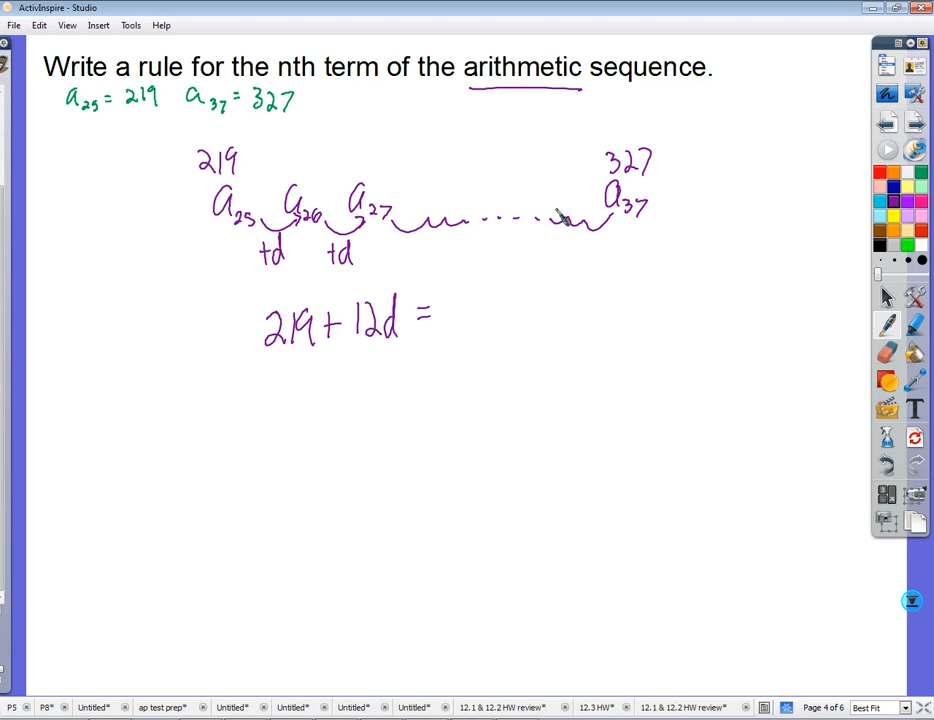 ActivInspire - Studio
File Edit View Insert Tools Help
Write a rule for the nth term of the arithmetic sequence.
a25 = 219 a37 = 327
219 327
a25 a26 a27 ..... a37
+d +d
219 + 12d =
T
P5 P8* Untitled* ap test prep* Untitled* Untitled* Untitled* Untitled* 12.1 & 12.2 HW review* 12.3 HW* 12.1 & 12.2 HW review* Page 4 of 6 Best Fit